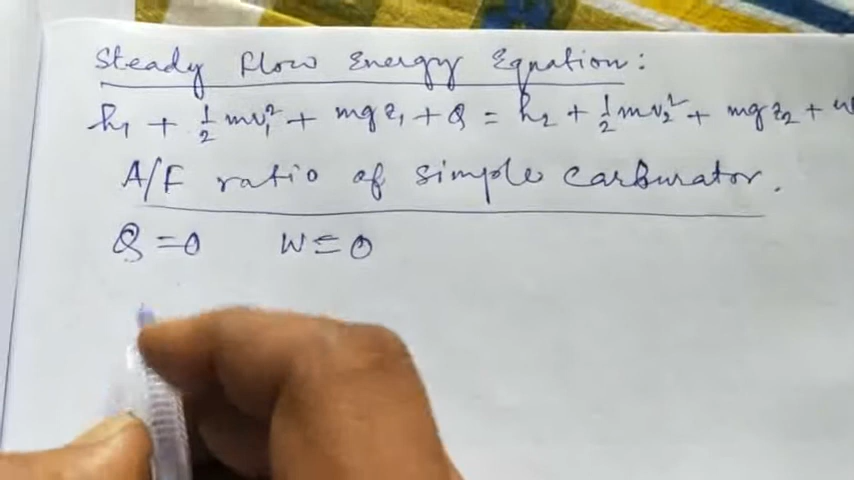 Steady Flow Energy Equation:
h₁ + ½mv₁² + mgz₁ + Q = h₂ + ½mv₂² + mgz₂ + w
A/F ratio of simple carburator.
Q = 0 W = 0